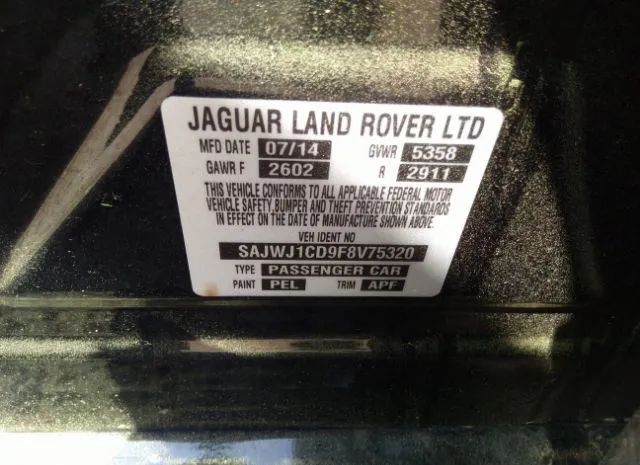 JAGUAR LAND ROVER LTD
MFD DATE 07/14 GVWR 5358
GAWR F 2602 R 2911
THIS VEHICLE CONFORMS TO ALL APPLICABLE FEDERAL MOTOR
VEHICLE SAFETY, BUMPER AND THEFT PREVENTION STANDARDS
IN EFFECT ON THE DATE OF MANUFACTURE SHOWN ABOVE.
VEH IDENT NO
SAJWJ1CD9F8V75320
TYPE PASSENGER CAR
PAINT PEL TRIM APF